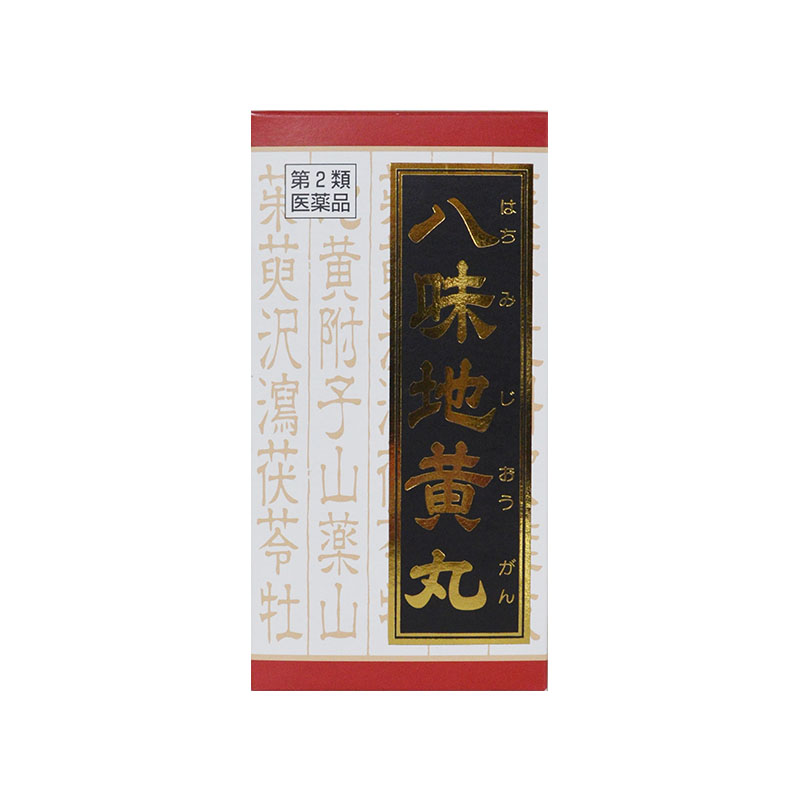 第2類
医薬品
八味地黄丸
はち み じ おう がん
黄附子山薬山
茱萸沢瀉茯苓牡